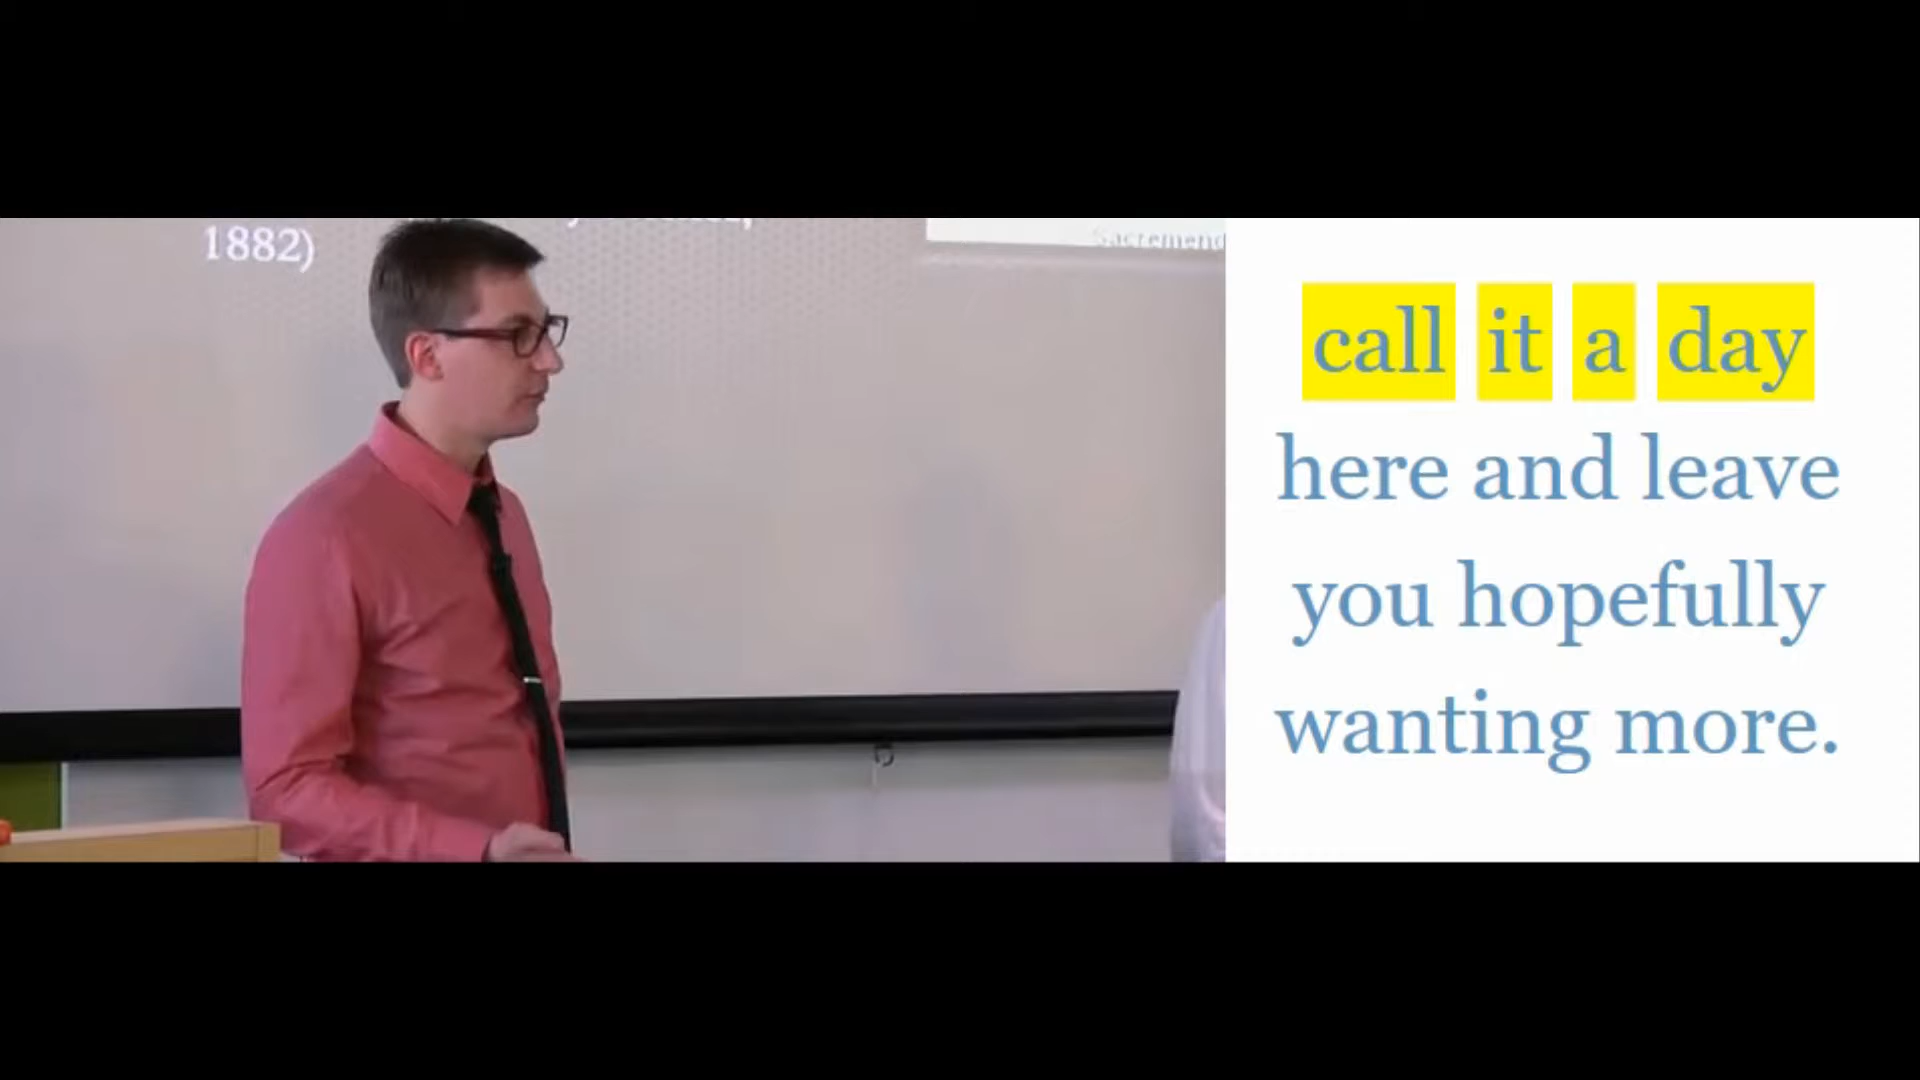 1882)
call it a day
here and leave
you hopefully
wanting more.